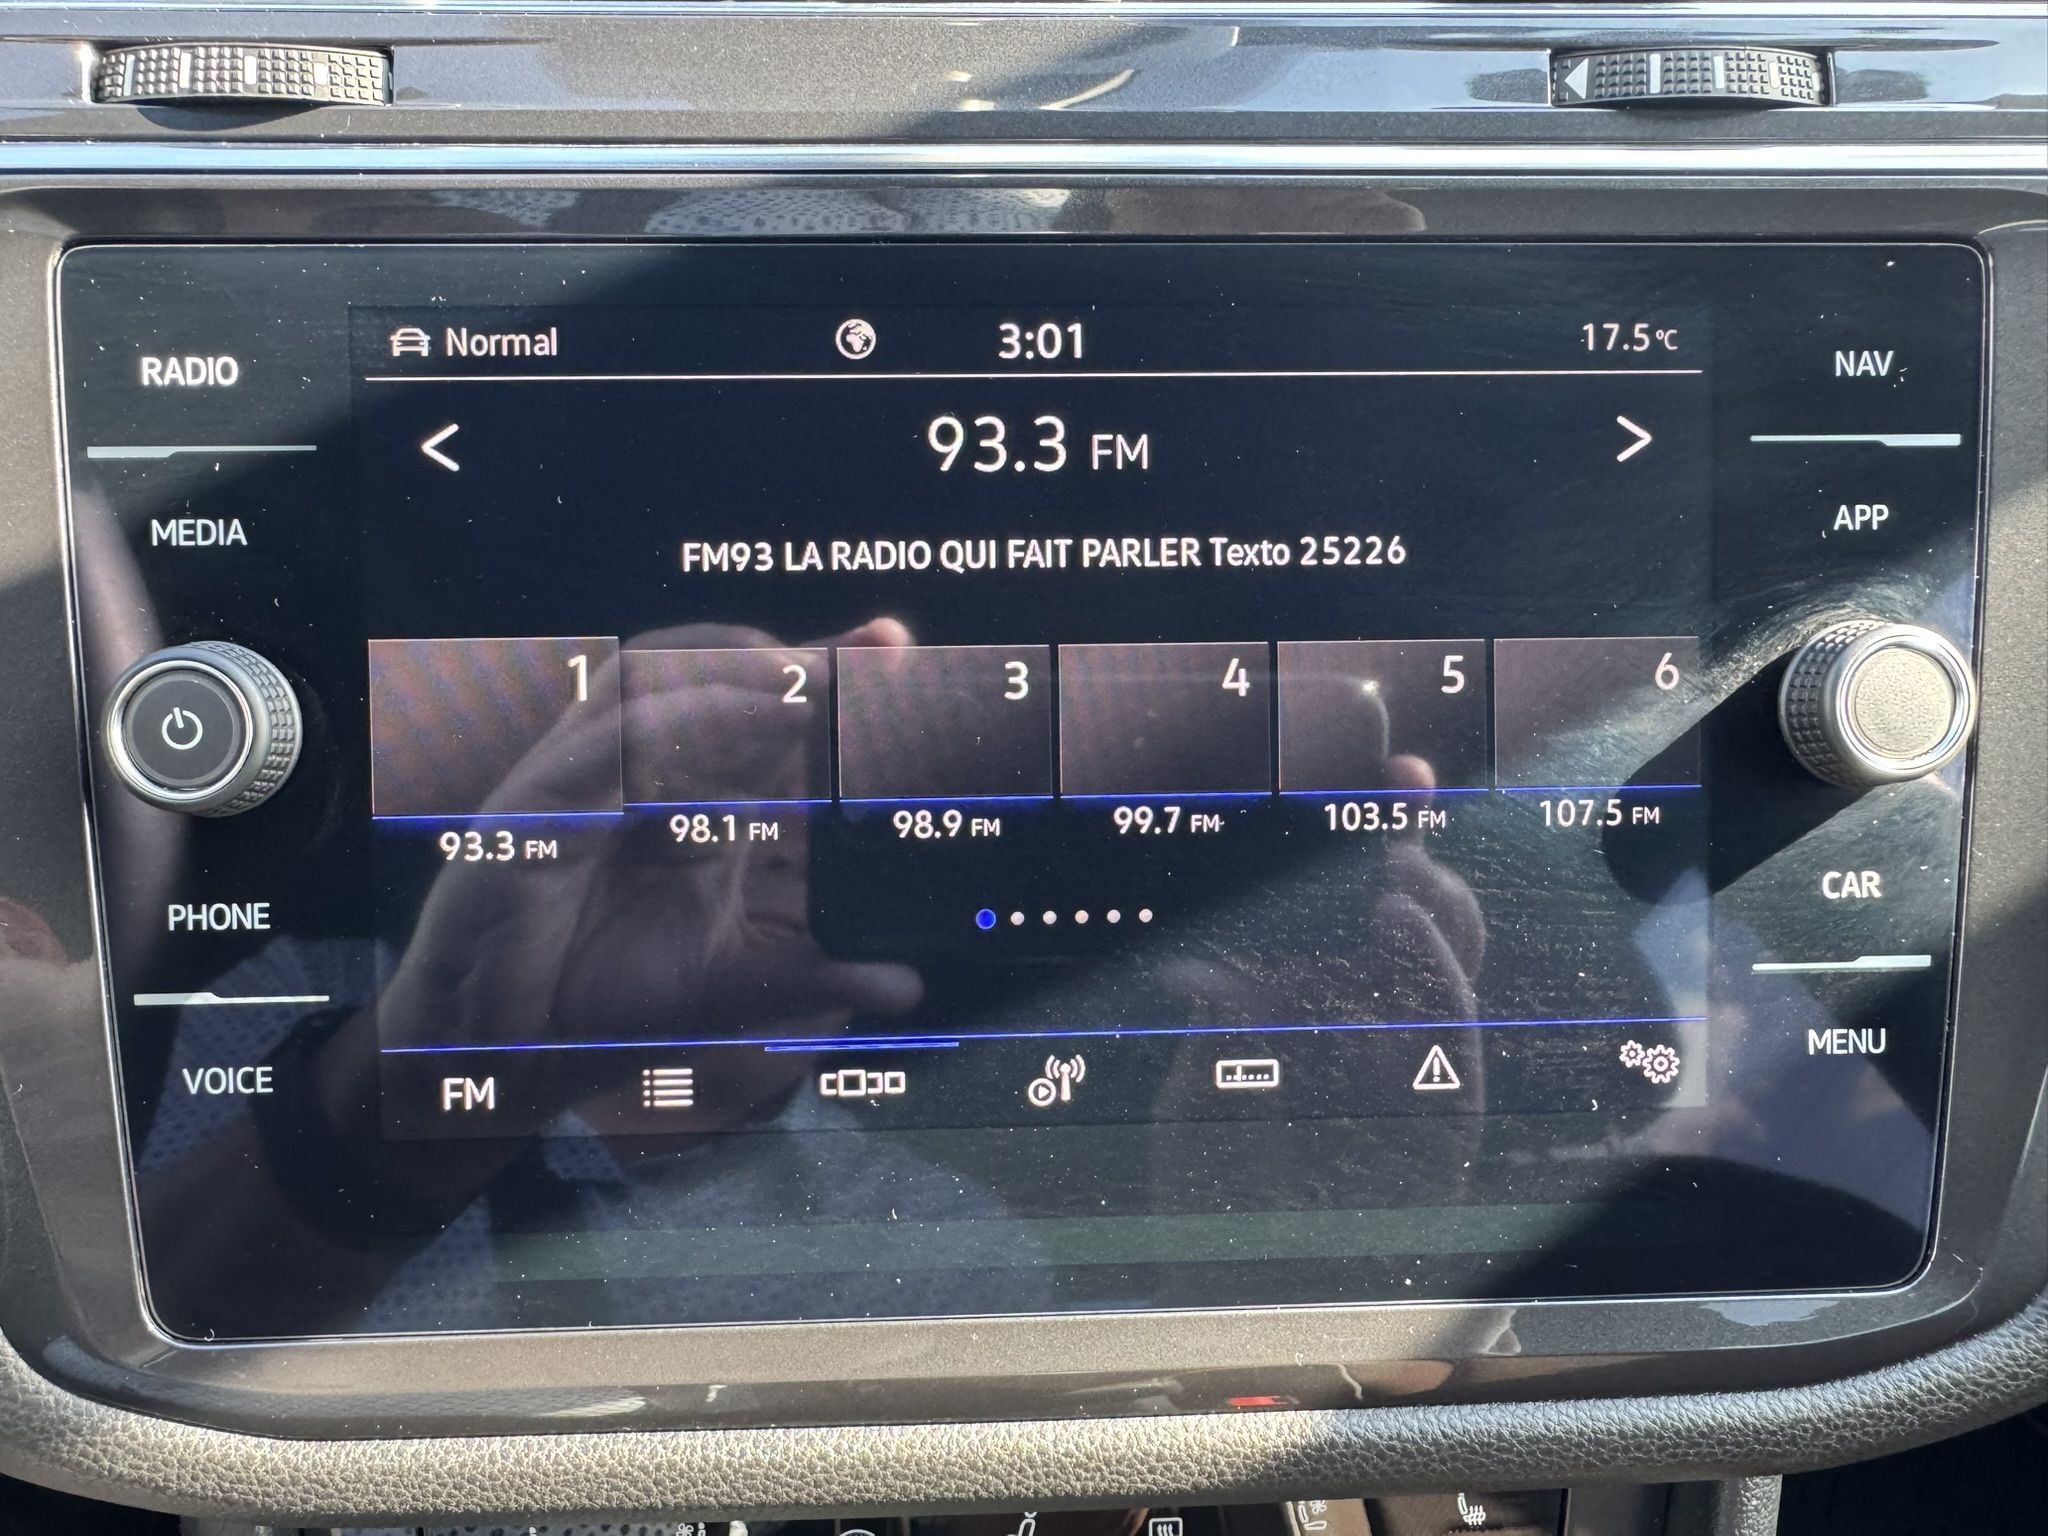 Normal 3:01 17.5°C
RADIO
NAV
93.3 FM
MEDIA
APP
FM93 LA RADIO QUI FAIT PARLER Texto 25226
1 2 3 4 5 6
93.3 FM 98.1 FM 98.9 FM 99.7 FM 103.5 FM 107.5 FM
PHONE
CAR
VOICE
MENU
FM